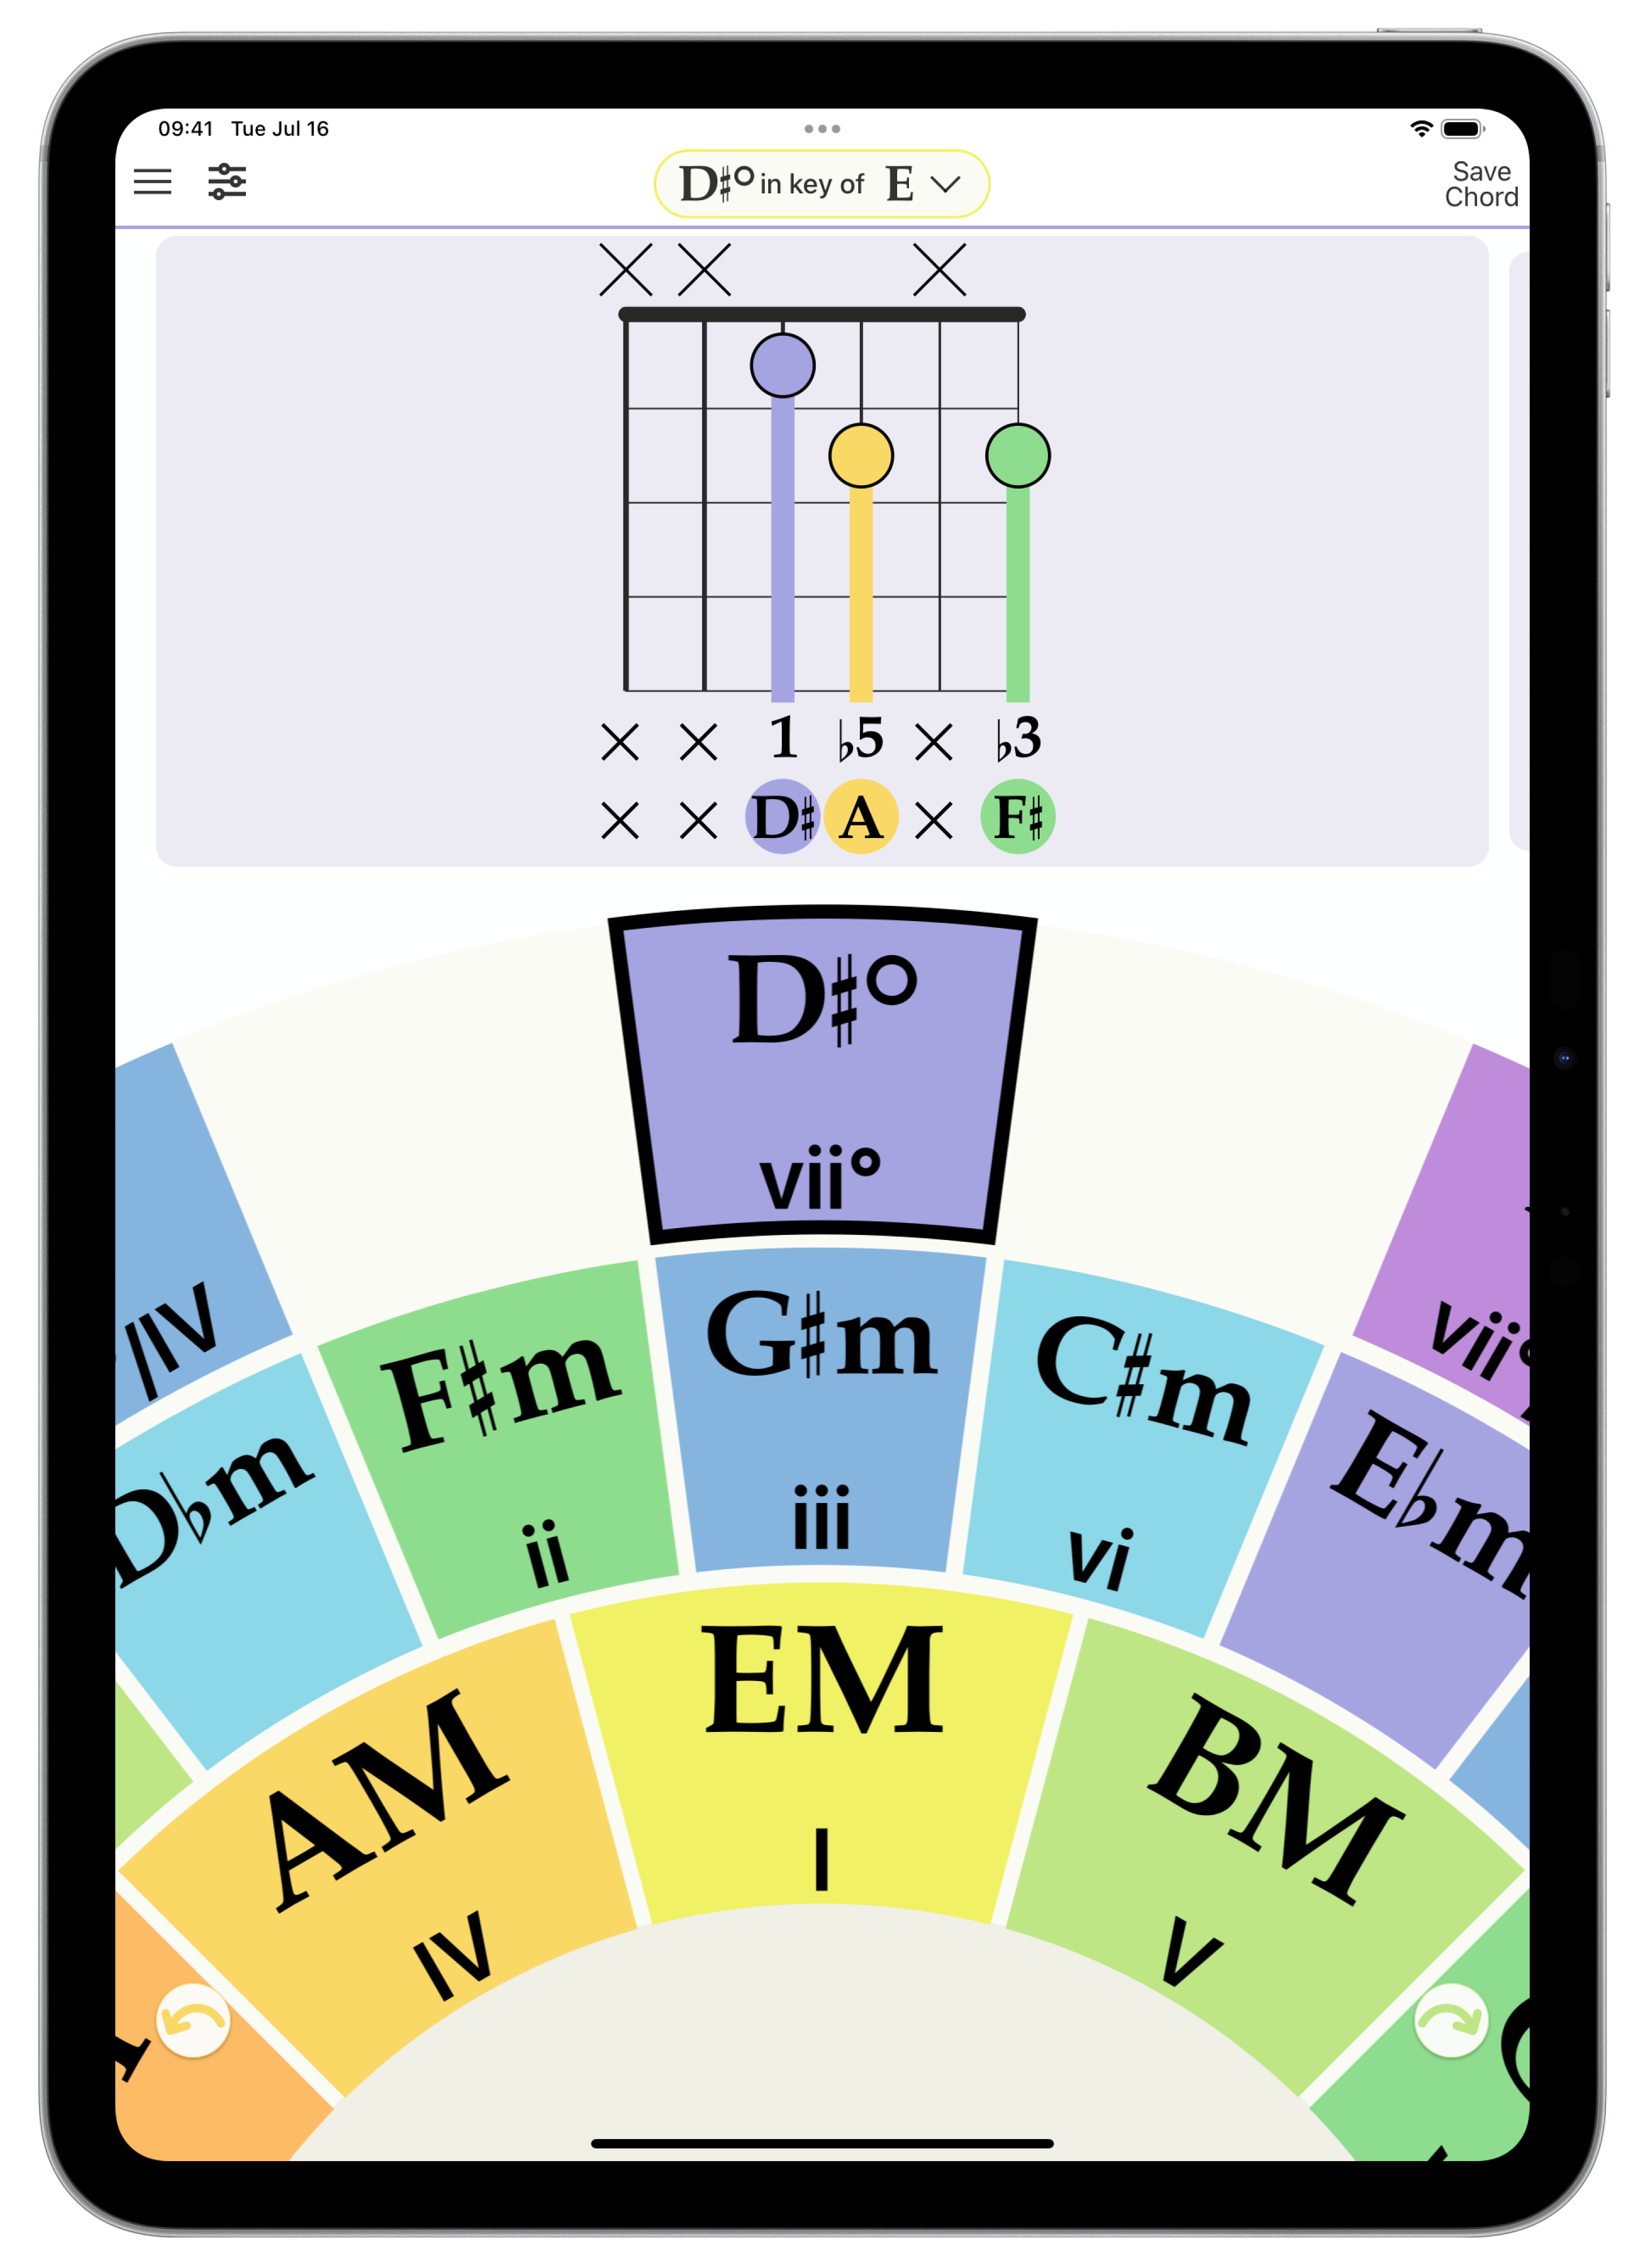 09:41 Tue Jul 16
D♯° in key of E
Save
Chord
× × 1 ♭5 × ♭3
× × D♯ A × F♯
D♯°
vii°
/IV
F♯m
ii
G♯m
iii
C♯m
vi
vii°
D♭m
E♭m
AM
IV
EM
I
BM
V